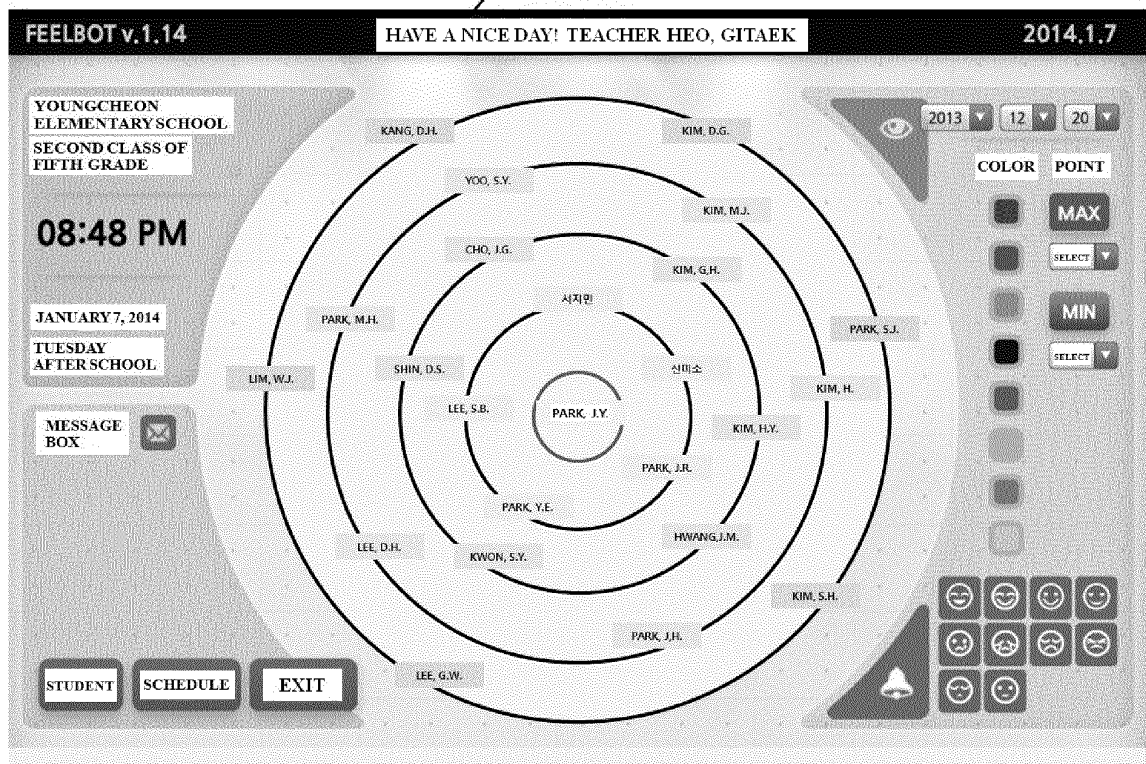 FEELBOT v.1.14
HAVE A NICE DAY! TEACHER HEO, GITAEK
2014.1.7
YOUNGCHEON
ELEMENTARY SCHOOL
SECOND CLASS OF
FIFTH GRADE
08:48 PM
JANUARY 7, 2014
TUESDAY
AFTER SCHOOL
MESSAGE
BOX
STUDENT
SCHEDULE
EXIT
KANG, D.H.
KIM, D.G.
YOO, S.Y.
KIM, M.J.
CHO, J.G.
KIM, G,H.
서지민
PARK, M.H.
PARK, S.J.
SHIN, D.S.
신미소
LIM, W.J.
KIM, H.
LEE, S.B.
PARK, J.Y.
KIM, H.Y.
PARK, J.R.
PARK, Y.E.
HWANG,J.M.
LEE, D.H.
KWON, S.Y.
KIM, S.H.
PARK, J,H.
LEE, G.W.
2013
12
20
COLOR
POINT
MAX
SELECT
MIN
SELECT